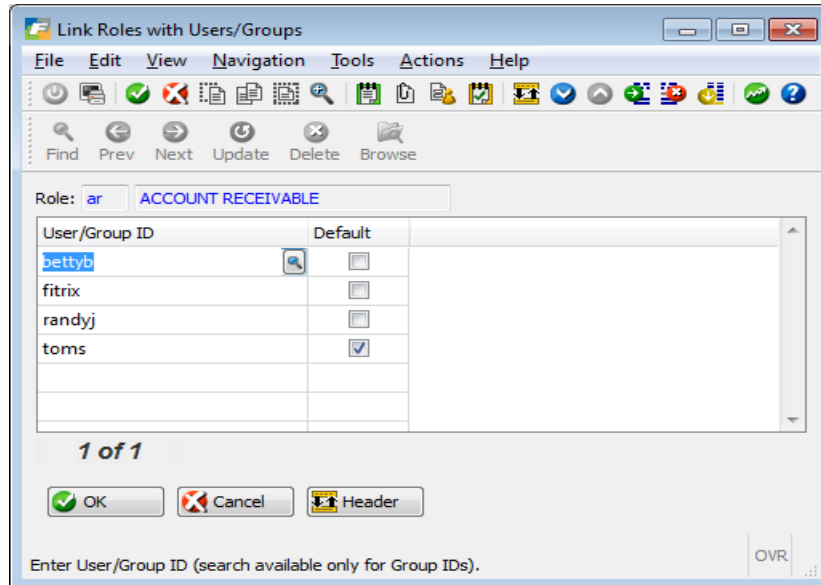 Link Roles with Users/Groups
File Edit View Navigation Tools Actions Help
Find Prev Next Update Delete Browse
Role: ar ACCOUNT RECEIVABLE
User/Group ID Default
bettyb
fitrix
randyj
toms
1 of 1
OK Cancel Header
Enter User/Group ID (search available only for Group IDs).
OVR